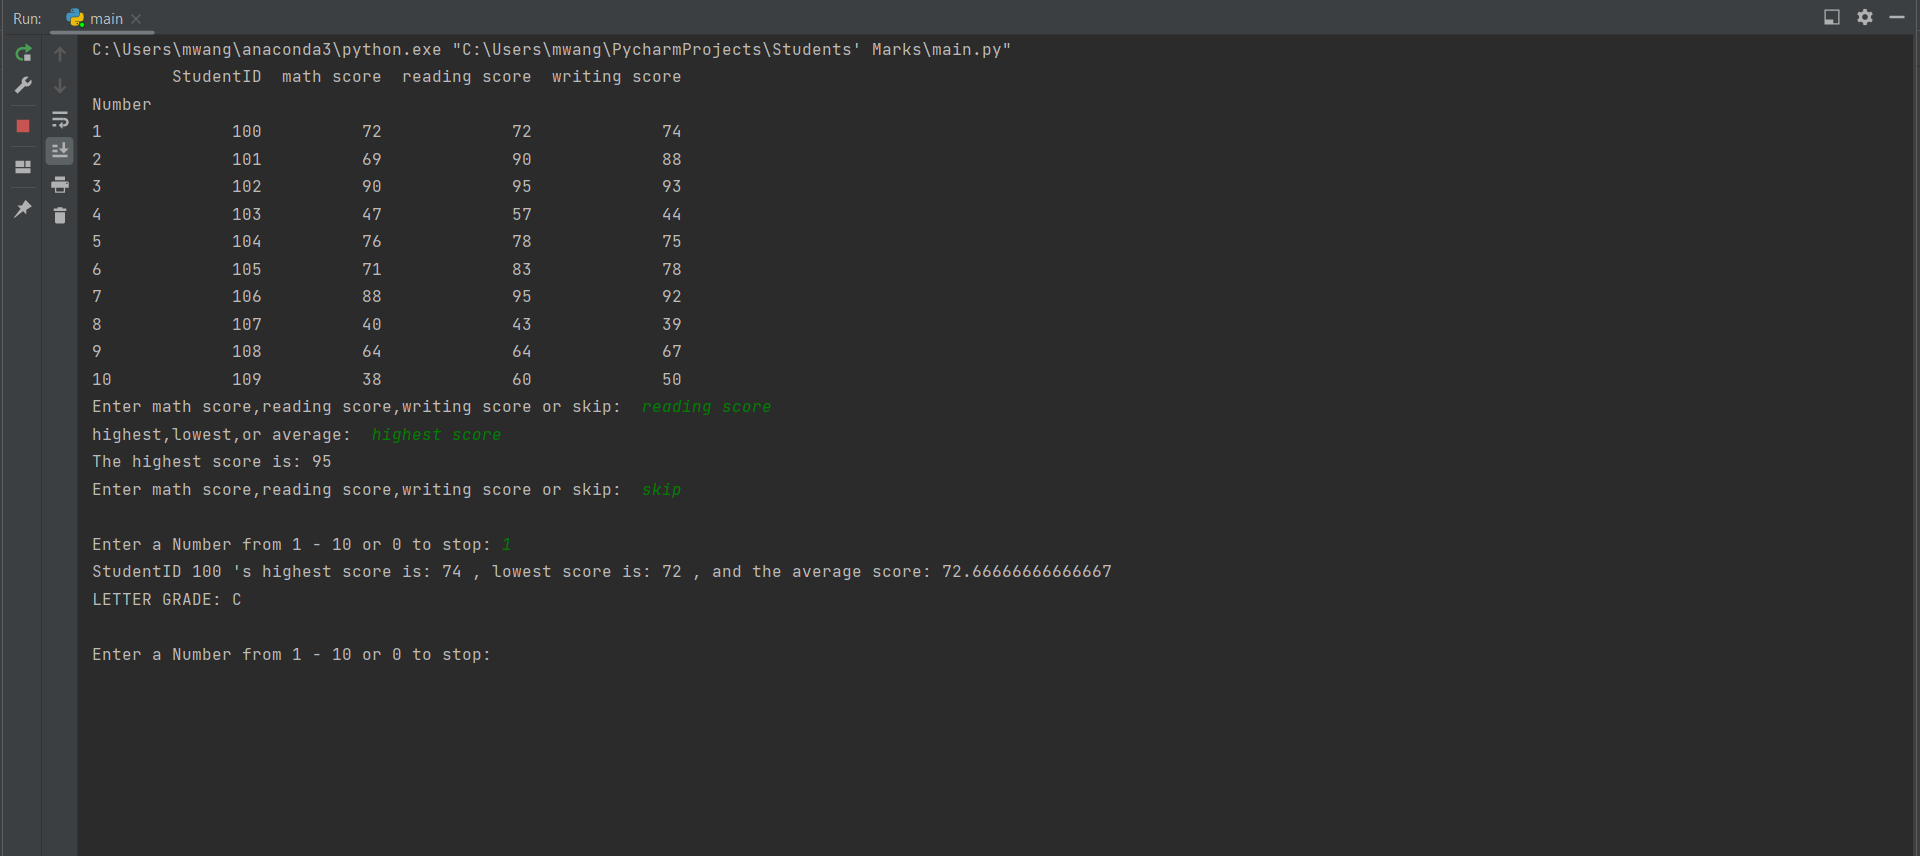 Run: main
C:\Users\mwang\anaconda3\python.exe "C:\Users\mwang\PycharmProjects\Students' Marks\main.py"
StudentID  math score  reading score  writing score
Number
1 100 72 72 74
2 101 69 90 88
3 102 90 95 93
4 103 47 57 44
5 104 76 78 75
6 105 71 83 78
7 106 88 95 92
8 107 40 43 39
9 108 64 64 67
10 109 38 60 50
Enter math score,reading score,writing score or skip:  reading score
highest,lowest,or average:  highest score
The highest score is: 95
Enter math score,reading score,writing score or skip:  skip
Enter a Number from 1 - 10 or 0 to stop: 1
StudentID 100 's highest score is: 74 , lowest score is: 72 , and the average score: 72.66666666666667
LETTER GRADE: C
Enter a Number from 1 - 10 or 0 to stop: